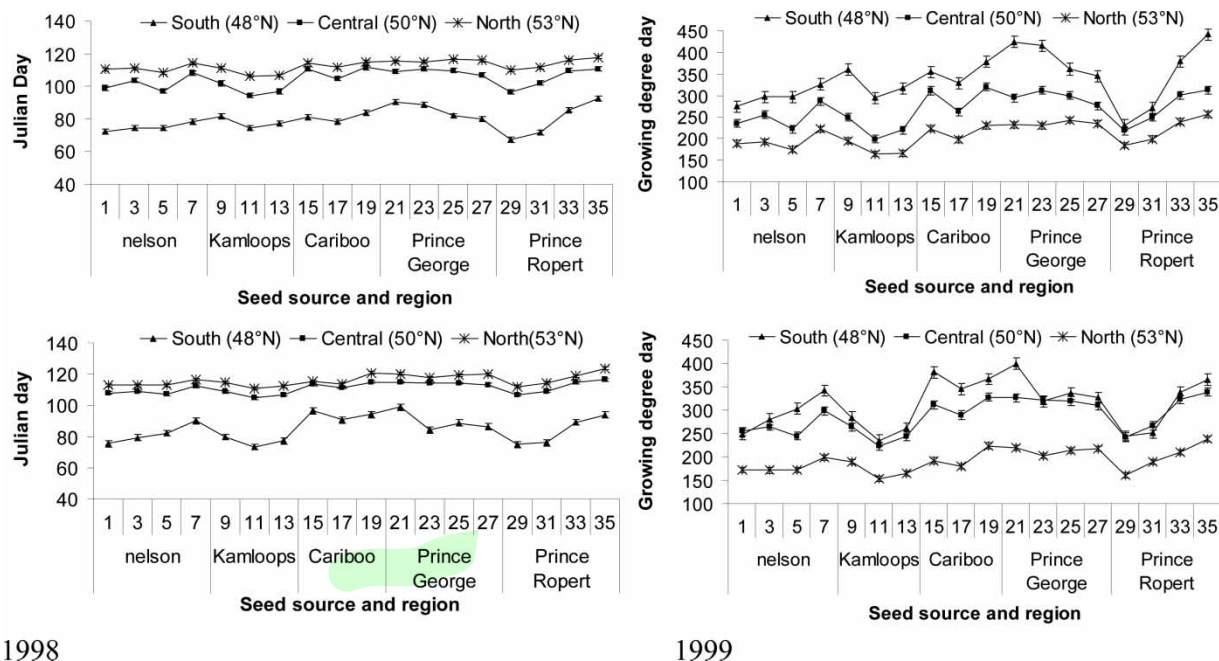 South (48°N) Central (50°N) North (53°N)
140
120
100
80
60
40
Julian Day
1 3 5 7 9 11 13 15 17 19 21 23 25 27 29 31 33 35
nelson Kamloops Cariboo Prince George Prince Ropert
Seed source and region
South (48°N) Central (50°N) North (53°N)
450
400
350
300
250
200
150
100
Growing degree day
1 3 5 7 9 11 13 15 17 19 21 23 25 27 29 31 33 35
nelson Kamloops Cariboo Prince George Prince Ropert
Seed source and region
South (48°N) Central (50°N) North(53°N)
140
120
100
80
60
40
Julian day
1 3 5 7 9 11 13 15 17 19 21 23 25 27 29 31 33 35
nelson Kamloops Cariboo Prince George Prince Ropert
Seed source and region
South (48°N) Central (50°N) North (53°N)
450
400
350
300
250
200
150
100
Growing degree day
1 3 5 7 9 11 13 15 17 19 21 23 25 27 29 31 33 35
nelson Kamloops Cariboo Prince George Prince Ropert
Seed source and region
1998 1999